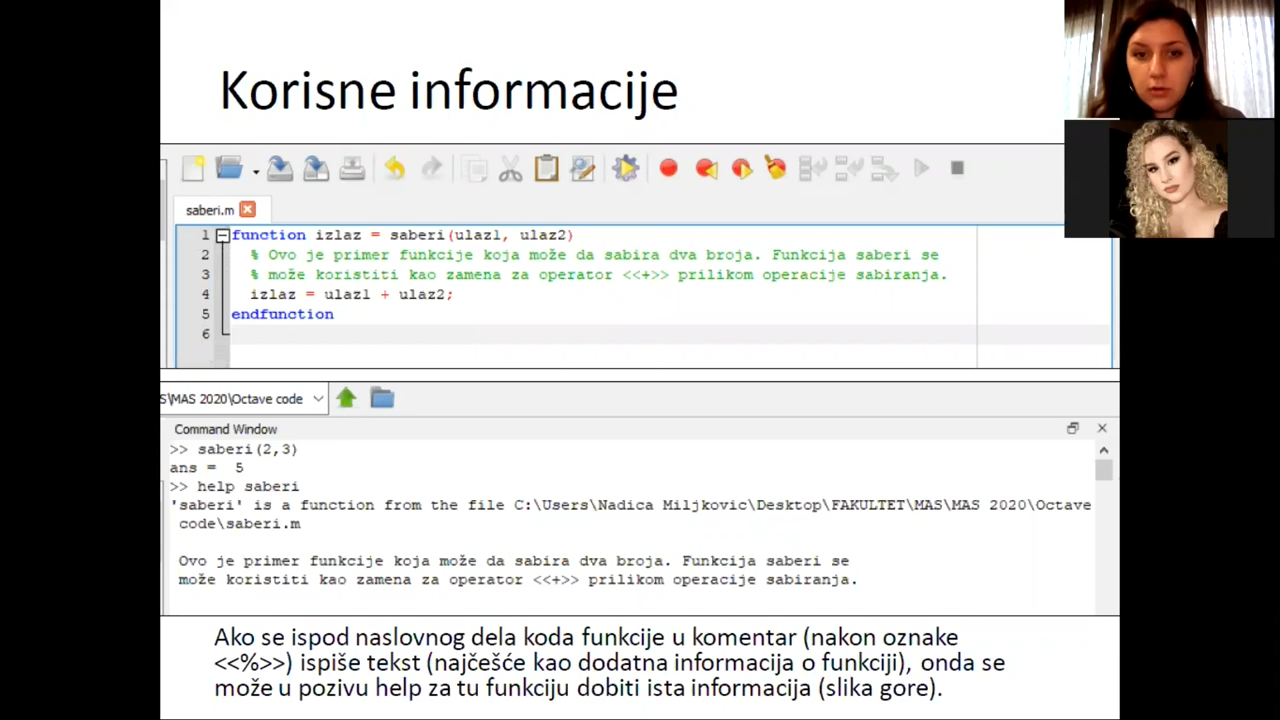 Korisne informacije
saberi.m
1 function izlaz = saberi(ulaz1, ulaz2)
2 % Ovo je primer funkcije koja može da sabira dva broja. Funkcija saberi se
3 % može koristiti kao zamena za operator <<+>> prilikom operacije sabiranja.
4 izlaz = ulaz1 + ulaz2;
5 endfunction
6
S\MAS 2020\Octave code
Command Window
>> saberi(2,3)
ans = 5
>> help saberi
'saberi' is a function from the file C:\Users\Nadica Miljkovic\Desktop\FAKULTET\MAS\MAS 2020\Octave
code\saberi.m
Ovo je primer funkcije koja može da sabira dva broja. Funkcija saberi se
može koristiti kao zamena za operator <<+>> prilikom operacije sabiranja.
Ako se ispod naslovnog dela koda funkcije u komentar (nakon oznake
<<%>>) ispiše tekst (najčešće kao dodatna informacija o funkciji), onda se
može u pozivu help za tu funkciju dobiti ista informacija (slika gore).